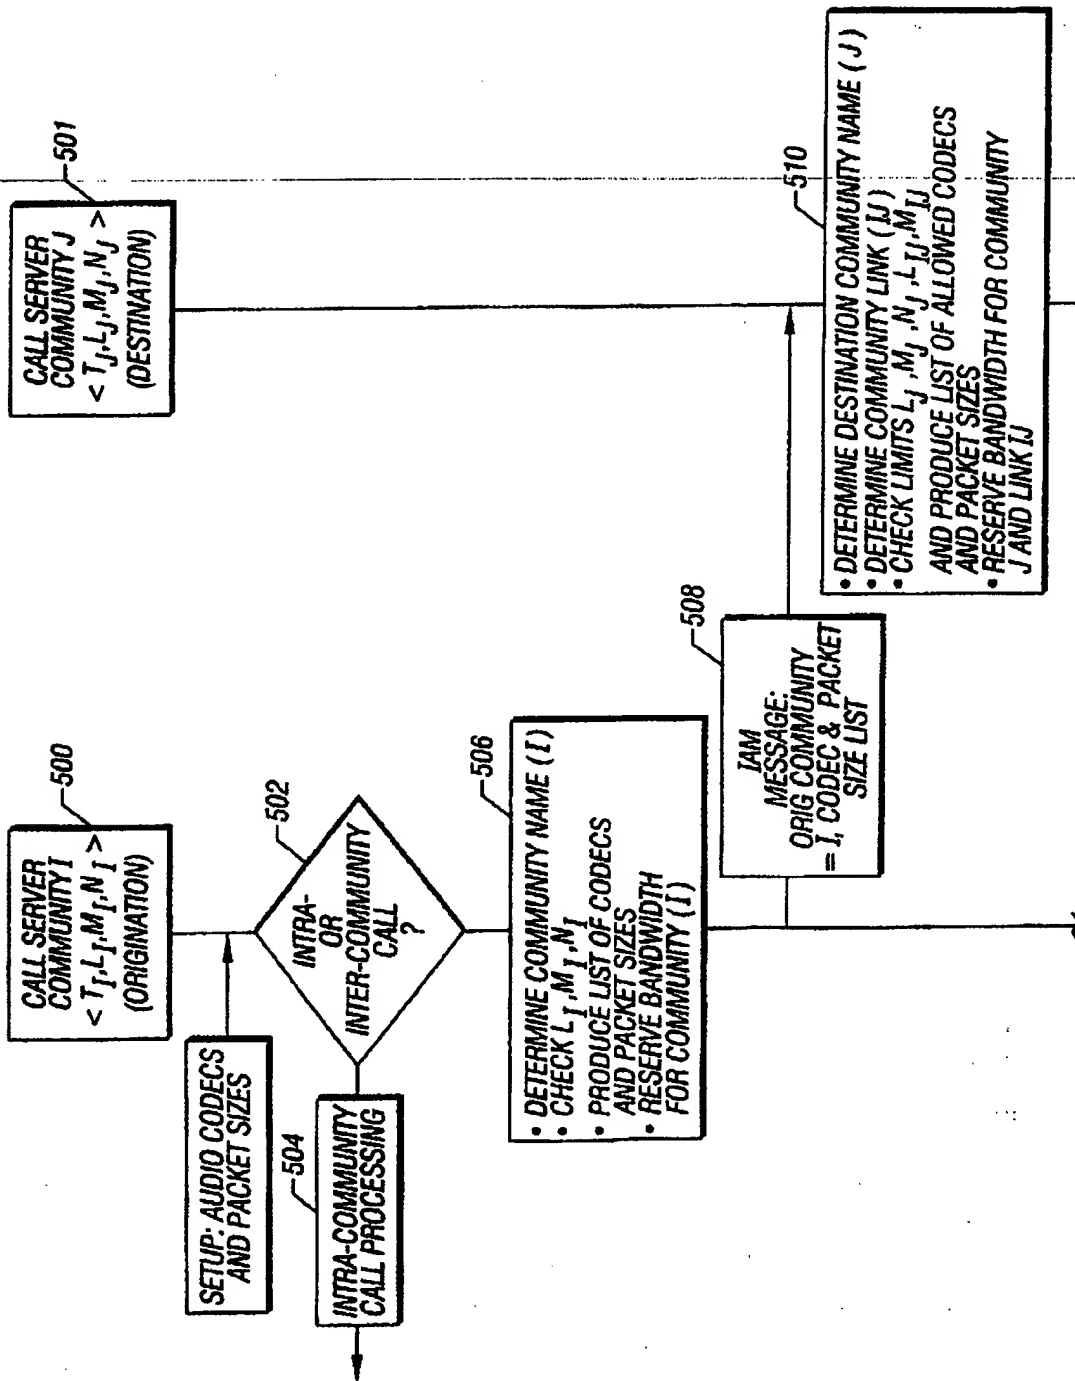 500
CALL SERVER
COMMUNITY I
< T_I, L_I, M_I, N_I >
(ORIGINATION)
501
CALL SERVER
COMMUNITY J
< T_J, L_J, M_J, N_J >
(DESTINATION)
SETUP: AUDIO CODECS
AND PACKET SIZES
502
INTRA-
OR
INTER-COMMUNITY
CALL
?
504
INTRA-COMMUNITY
CALL PROCESSING
506
• DETERMINE COMMUNITY NAME (I)
• CHECK L_I, M_I, N_I
• PRODUCE LIST OF CODECS
AND PACKET SIZES
• RESERVE BANDWIDTH
FOR COMMUNITY (I)
508
IAM
MESSAGE:
ORIG COMMUNITY
= I, CODEC & PACKET
SIZE LIST
510
• DETERMINE DESTINATION COMMUNITY NAME (J)
• DETERMINE COMMUNITY LINK (IJ)
• CHECK LIMITS L_J, M_J, N_J, L_IJ, M_IJ
AND PRODUCE LIST OF ALLOWED CODECS
AND PACKET SIZES
• RESERVE BANDWIDTH FOR COMMUNITY
J AND LINK IJ